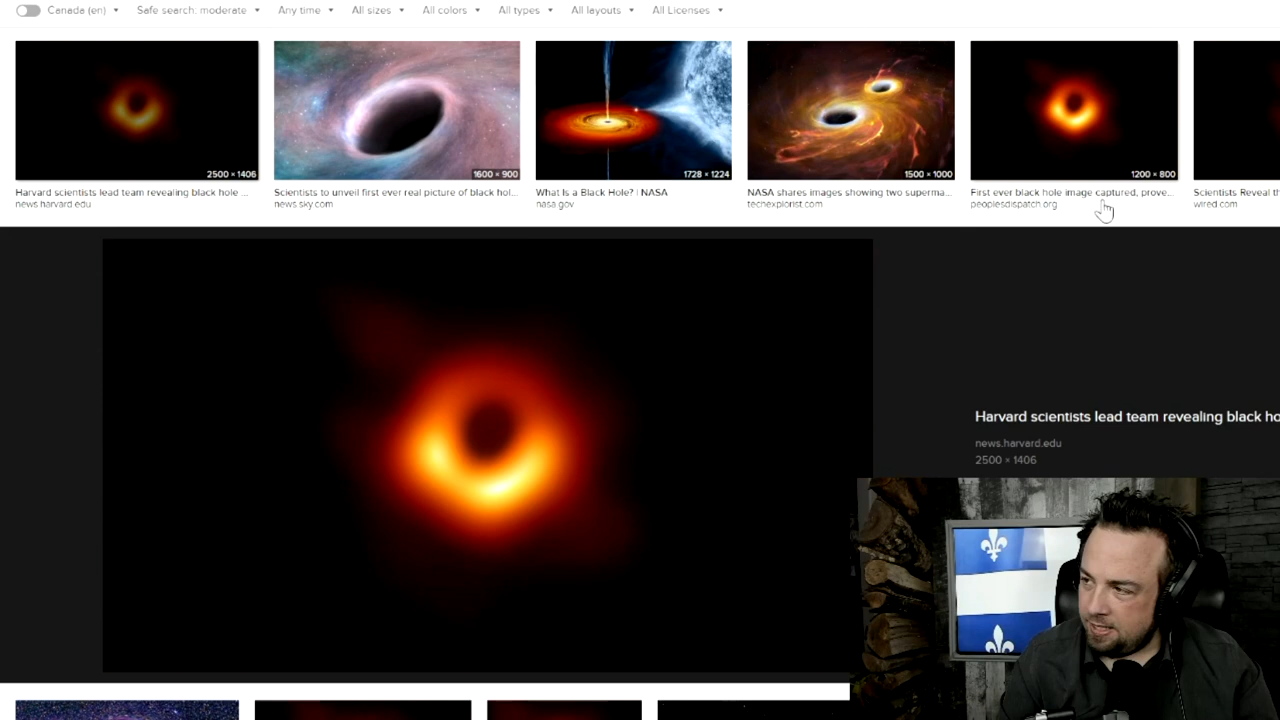 Canada (en) Safe search: moderate Any time All sizes All colors All types All layouts All Licenses
2500 × 1406 1600 × 900 1728 × 1224 1500 × 1000 1200 × 800
Harvard scientists lead team revealing black hole ... Scientists to unveil first ever real picture of black hol... What Is a Black Hole? | NASA NASA shares images showing two superma... First ever black hole image captured, prove... Scientists Reveal th
news.harvard.edu news.sky.com nasa.gov techexplorist.com peoplesdispatch.org wired.com
Harvard scientists lead team revealing black ho
news.harvard.edu
2500 × 1406